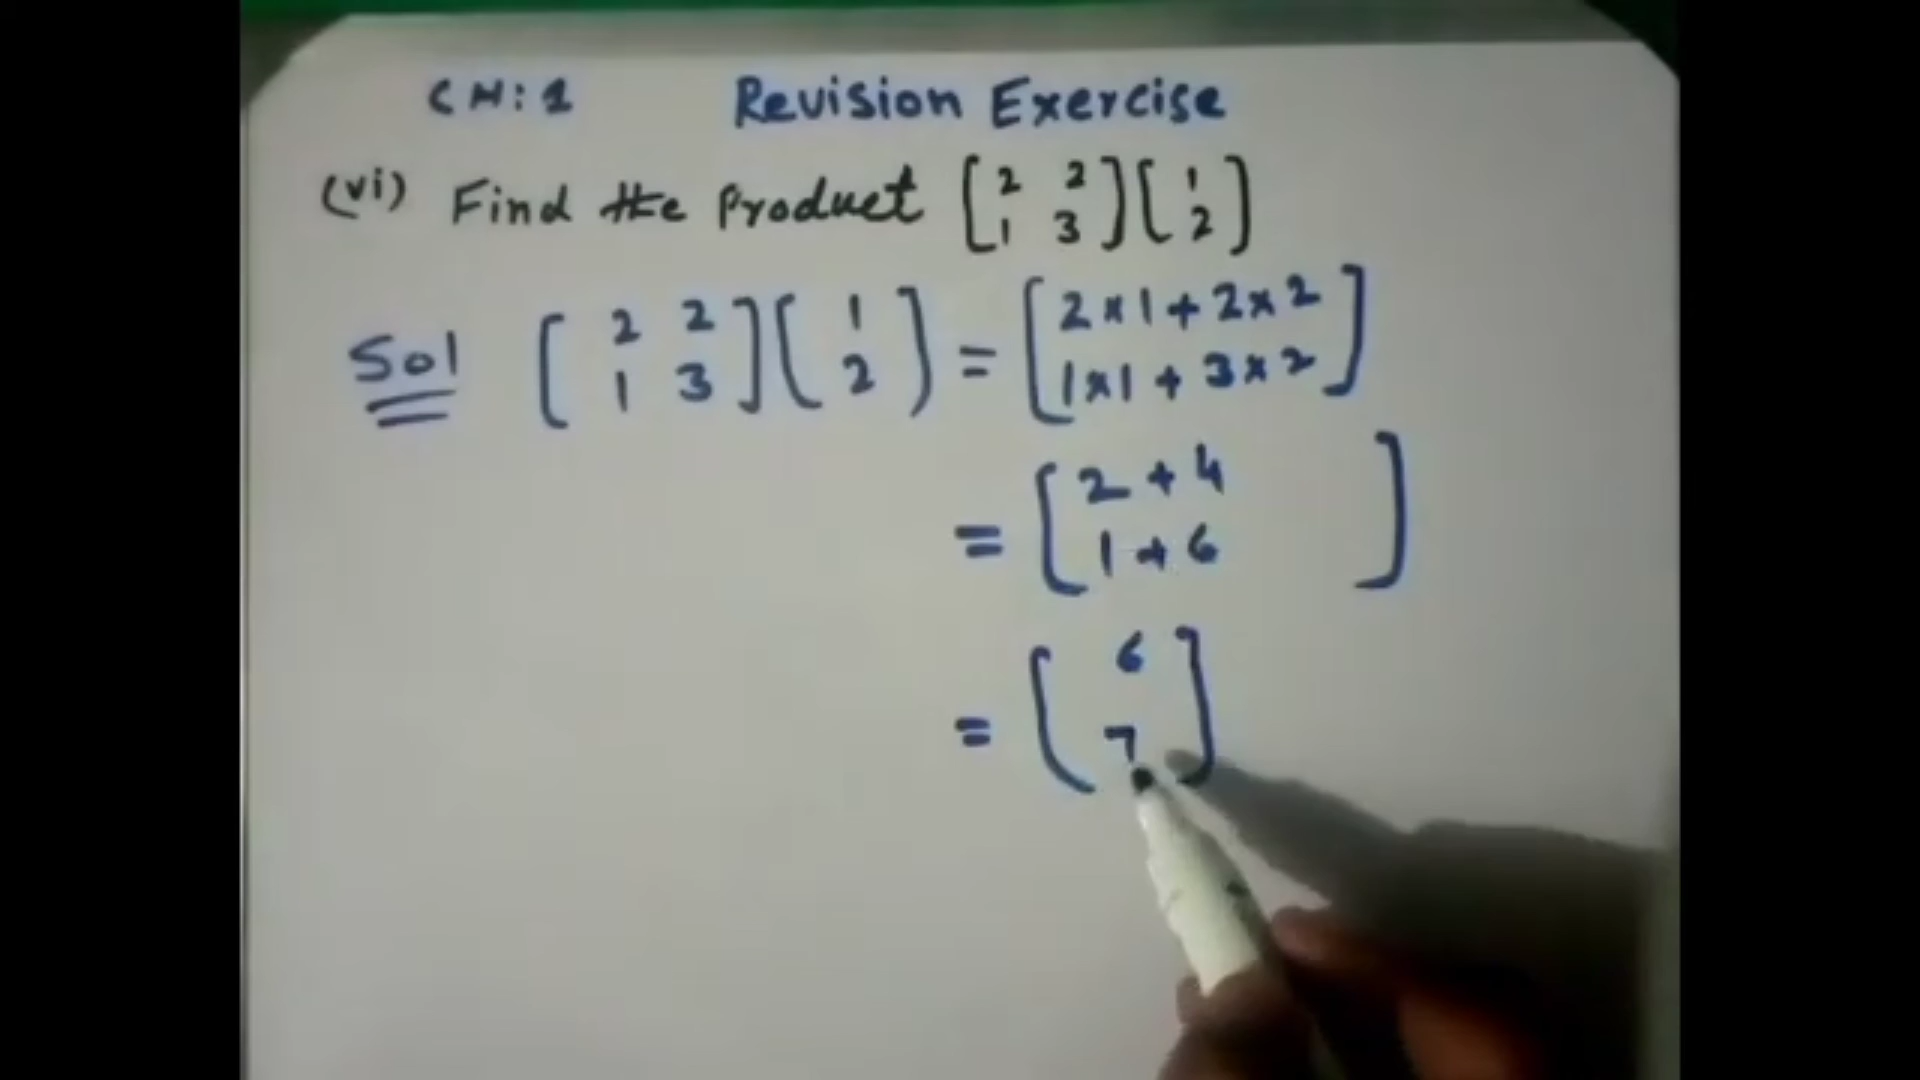 CH:1 Revision Exercise
(vi) Find the Product [2 2; 1 3][1; 2]
Sol [2 2; 1 3][1; 2] = [2×1+2×2; 1×1+3×2]
= [2+4; 1+6]
= [6; 7]